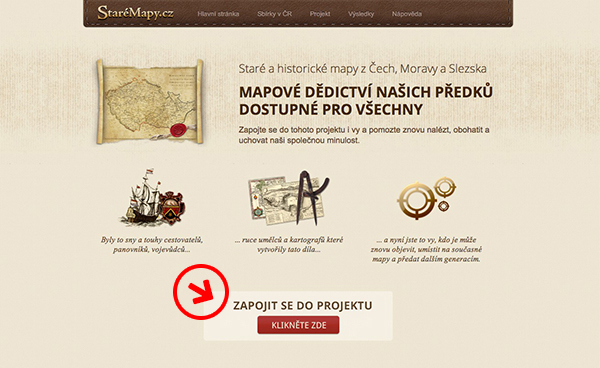 StaréMapy.cz
Hlavní stránka Sbírky v ČR Projekt Výsledky Nápověda
Staré a historické mapy z Čech, Moravy a Slezska
MAPOVÉ DĚDICTVÍ NAŠICH PŘEDKŮ
DOSTUPNÉ PRO VŠECHNY
Zapojte se do tohoto projektu i vy a pomozte znovu nalézt, obohatit a
uchovat naši společnou minulost.
Byly to sny a touhy cestovatelů,
panovníků, vojevůdců...
... ruce umělců a kartografů které
vytvořily tato díla...
... a nyní jste to vy, kdo je může
znovu objevit, umístit na současné
mapy a předat dalším generacím.
ZAPOJIT SE DO PROJEKTU
KLIKNĚTE ZDE